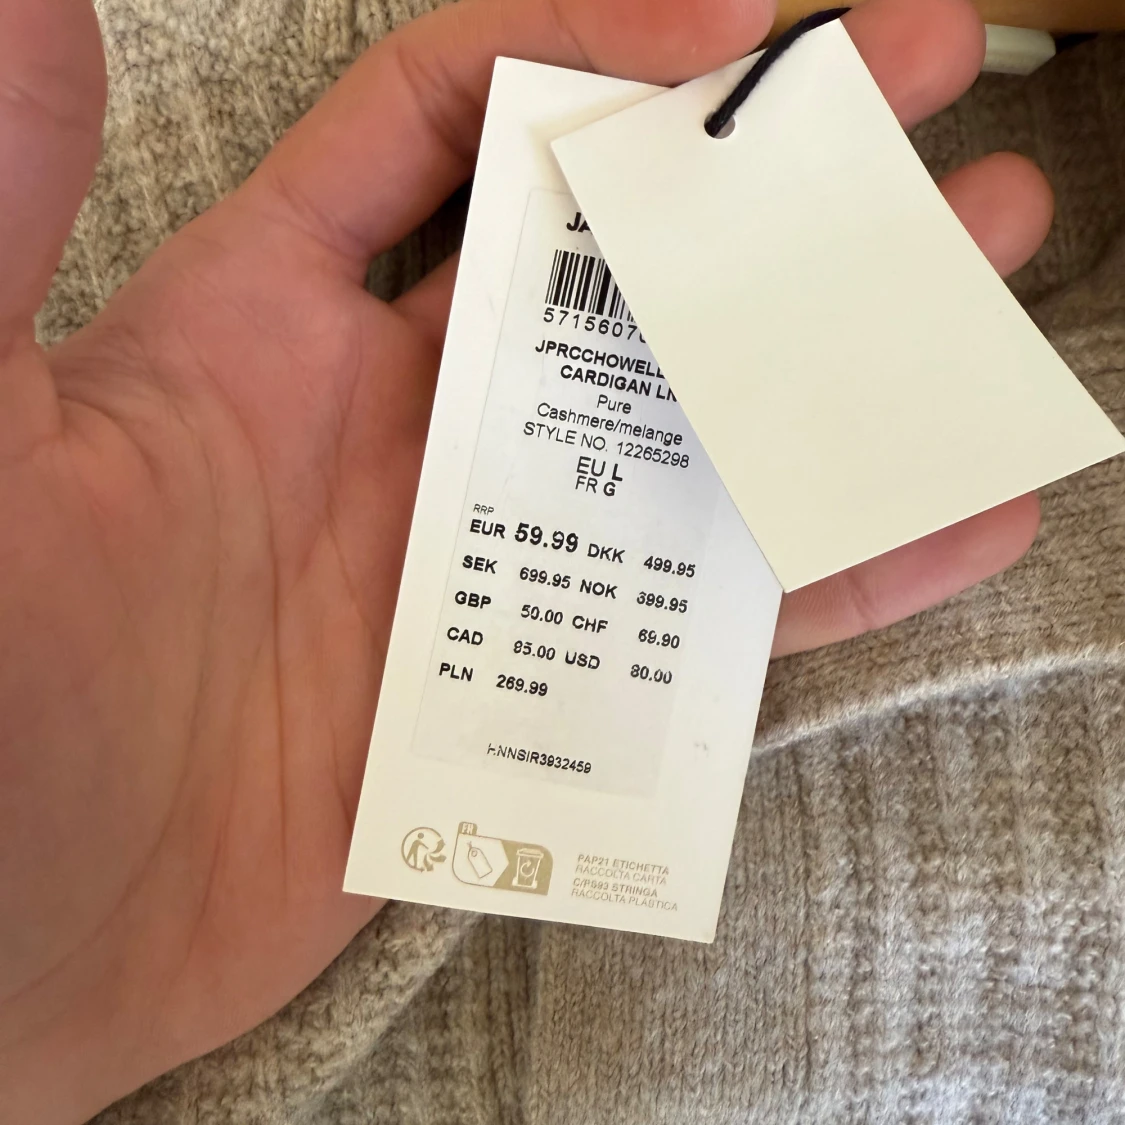 JA
5715607
JPRCCHOWELL
CARDIGAN LN
Pure
Cashmere/melange
STYLE NO. 12265298
EU L
FR G
RRP
EUR 59.99 DKK 499.95
SEK 699.95 NOK 399.95
GBP 50.00 CHF 69.90
CAD 85.00 USD 80.00
PLN 269.99
HNNSIR3932459
FR
PAP21 ETICHETTA
RACCOLTA CARTA
C/PS93 STRINGA
RACCOLTA PLASTICA